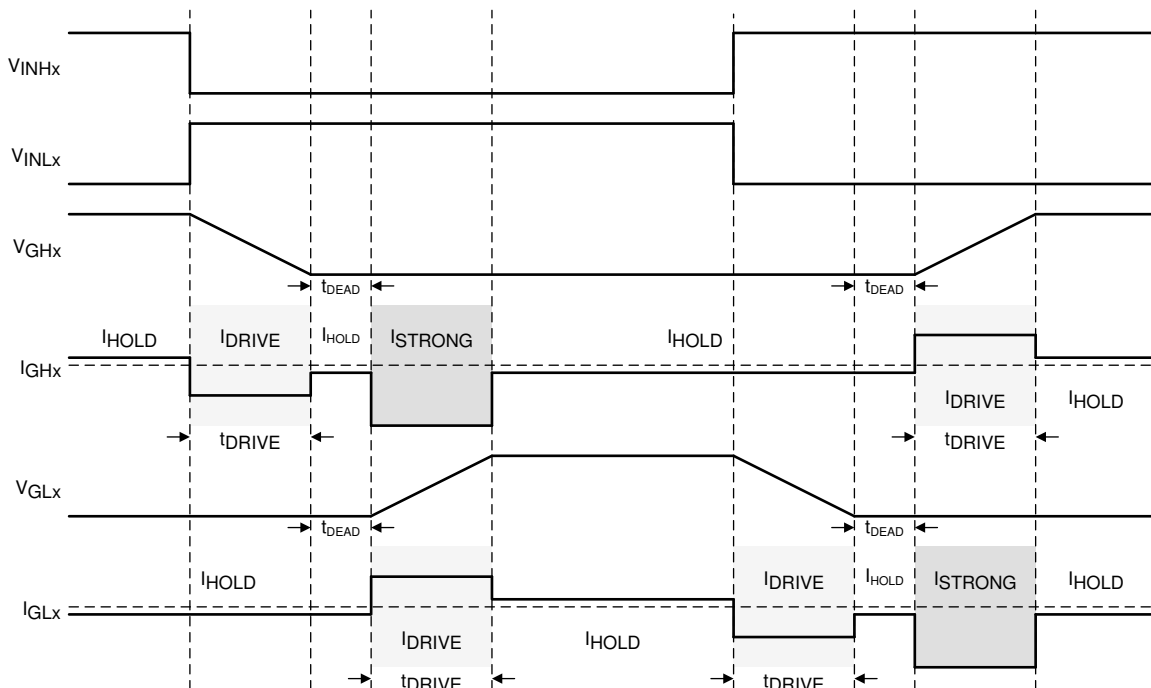 VINHx
VINLx
VGHx
tDEAD tDEAD
IHOLD IDRIVE IHOLD ISTRONG IHOLD
IGHx
IDRIVE IHOLD
tDRIVE tDRIVE
VGLx
tDEAD tDEAD
IHOLD IDRIVE IHOLD ISTRONG IHOLD
IGLx
IDRIVE IHOLD
tDRIVE tDRIVE